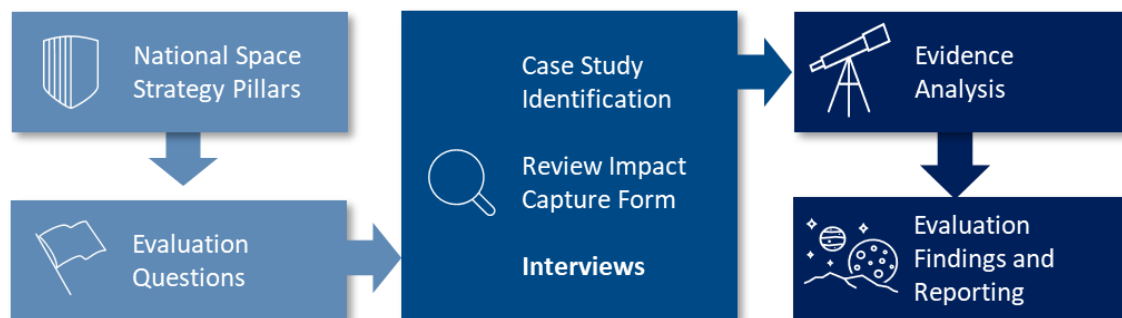 National Space
Strategy Pillars
Evaluation
Questions
Case Study
Identification
Review Impact
Capture Form
Interviews
Evidence
Analysis
Evaluation
Findings and
Reporting